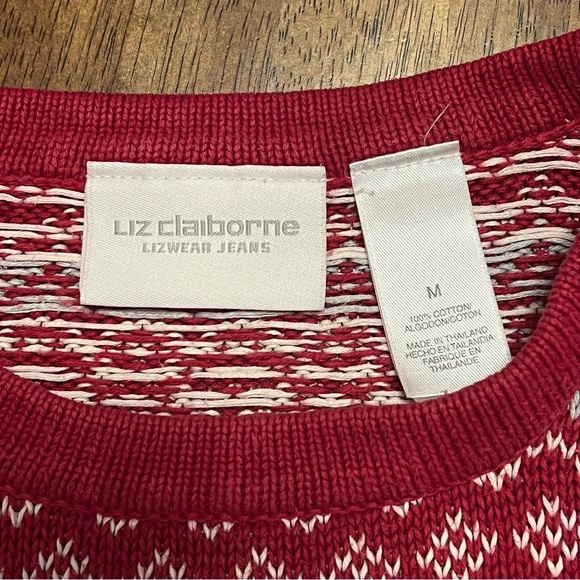 Liz claiborne
LIZWEAR JEANS
M
100% COTTON/
ALGODON/COTON
MADE IN THAILAND
HECHO EN TAILANDIA
FABRIQUE EN
THAILANDE